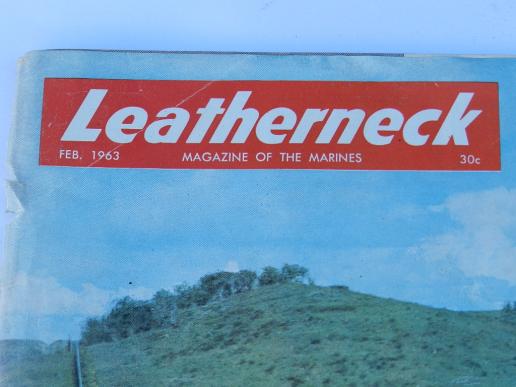 Leatherneck
FEB, 1963 MAGAZINE OF THE MARINES 30c